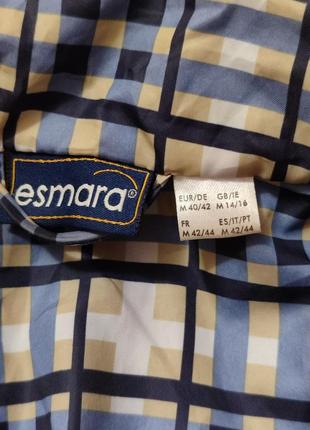 esmara®
EUR/DE GB/IE
M 40/42 M 14/16
FR ES/IT/PT
M 42/44 M 42/44